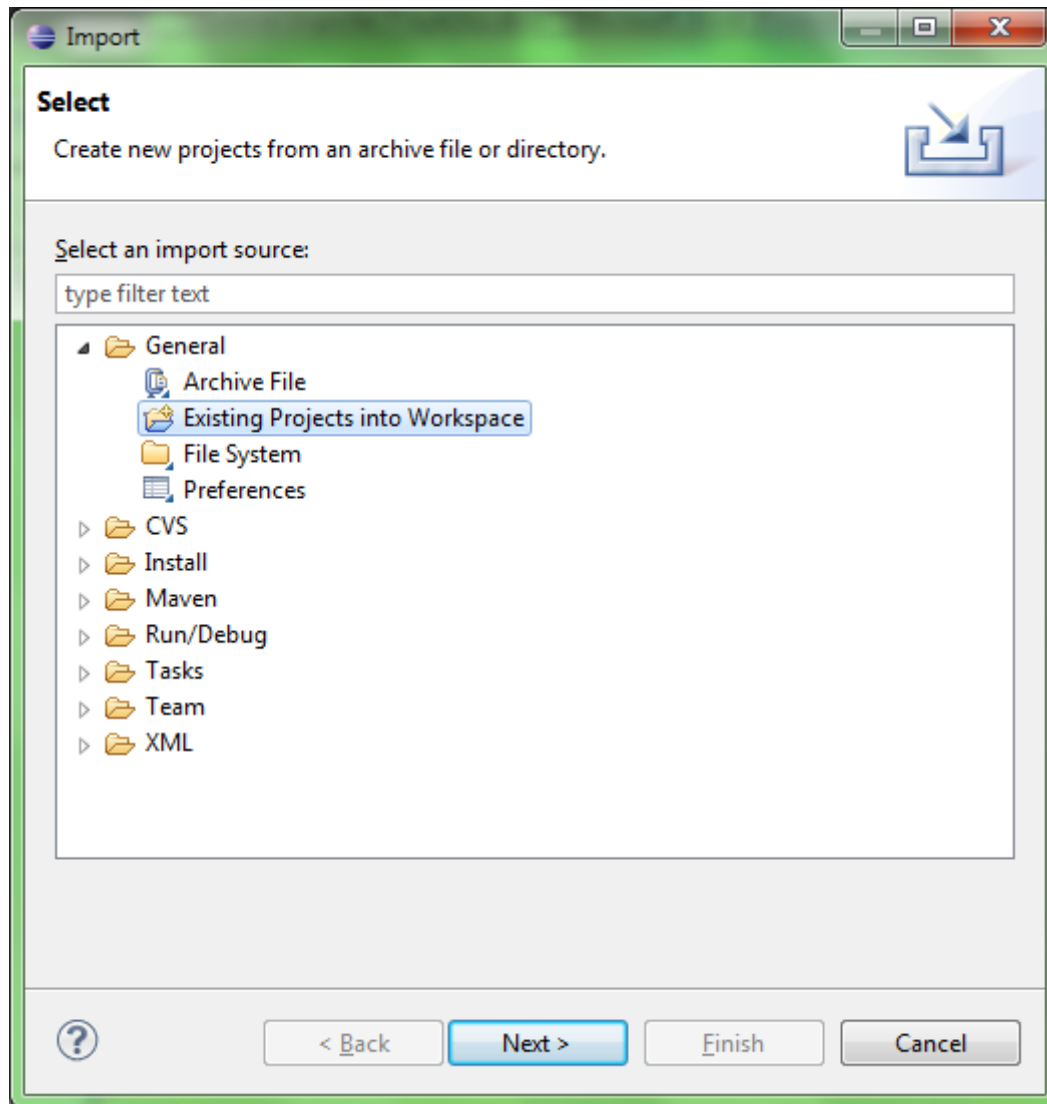 Import
Select
Create new projects from an archive file or directory.
Select an import source:
type filter text
General
Archive File
Existing Projects into Workspace
File System
Preferences
CVS
Install
Maven
Run/Debug
Tasks
Team
XML
?
< Back
Next >
Finish
Cancel